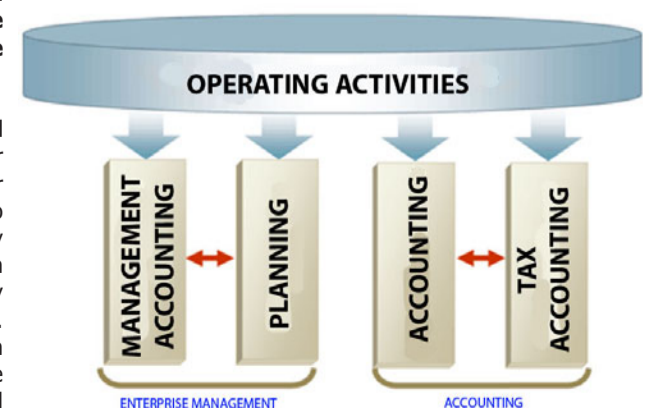 OPERATING ACTIVITIES
MANAGEMENT
ACCOUNTING
PLANNING
ACCOUNTING
TAX
ACCOUNTING
ENTERPRISE MANAGEMENT
ACCOUNTING